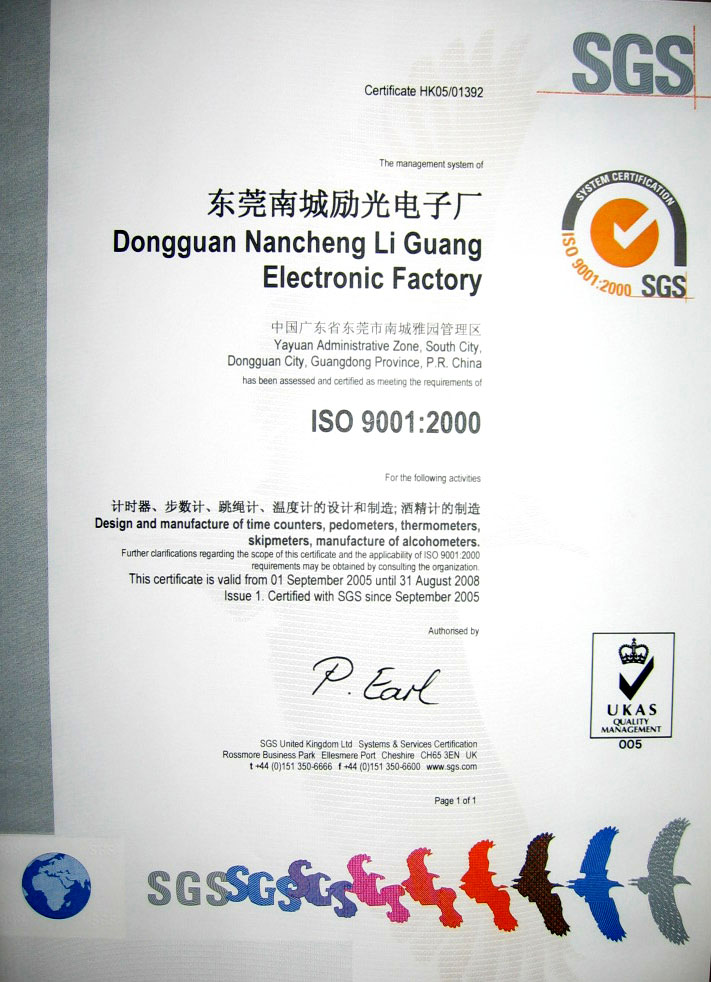 SGS
Certificate HK05/01392
The management system of
东莞南城励光电子厂
Dongguan Nancheng Li Guang
Electronic Factory
SYSTEM CERTIFICATION
ISO 9001:2000
SGS
中国广东省东莞市南城雅园管理区
Yayuan Administrative Zone, South City,
Dongguan City, Guangdong Province, P.R. China
has been assessed and certified as meeting the requirements of
ISO 9001:2000
For the following activities
计时器、步数计、跳绳计、温度计的设计和制造; 酒精计的制造
Design and manufacture of time counters, pedometers, thermometers,
skipmeters, manufacture of alcohometers.
Further clarifications regarding the scope of this certificate and the applicability of ISO 9001:2000
requirements may be obtained by consulting the organization.
This certificate is valid from 01 September 2005 until 31 August 2008
Issue 1. Certified with SGS since September 2005
Authorised by
P. Earl
UKAS
QUALITY
MANAGEMENT
005
SGS United Kingdom Ltd Systems & Services Certification
Rossmore Business Park Ellesmere Port Cheshire CH65 3EN UK
t +44 (0)151 350-6666 f +44 (0)151 350-6600 www.sgs.com
Page 1 of 1
SGS SGS SGS